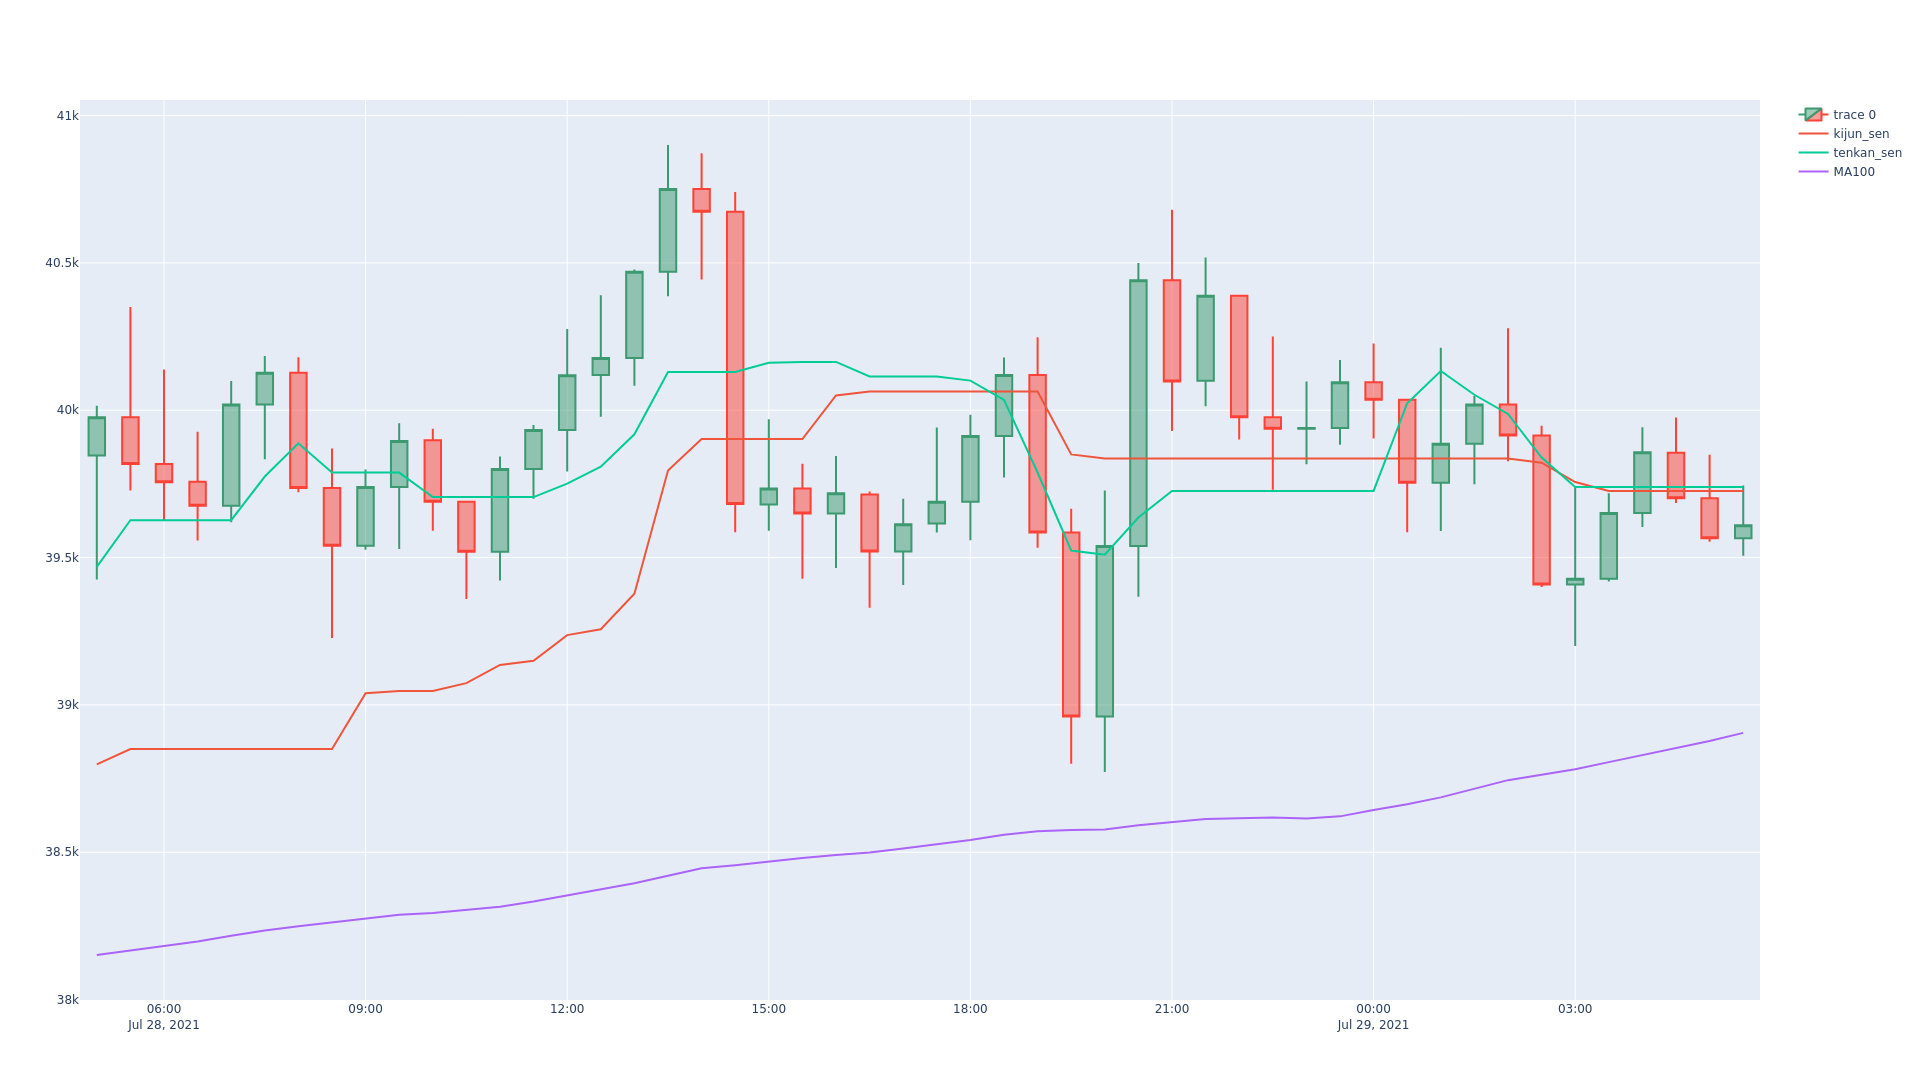 41k
40.5k
40k
39.5k
39k
38.5k
38k
06:00
Jul 28, 2021
09:00
12:00
15:00
18:00
21:00
00:00
Jul 29, 2021
03:00
trace 0
kijun_sen
tenkan_sen
MA100